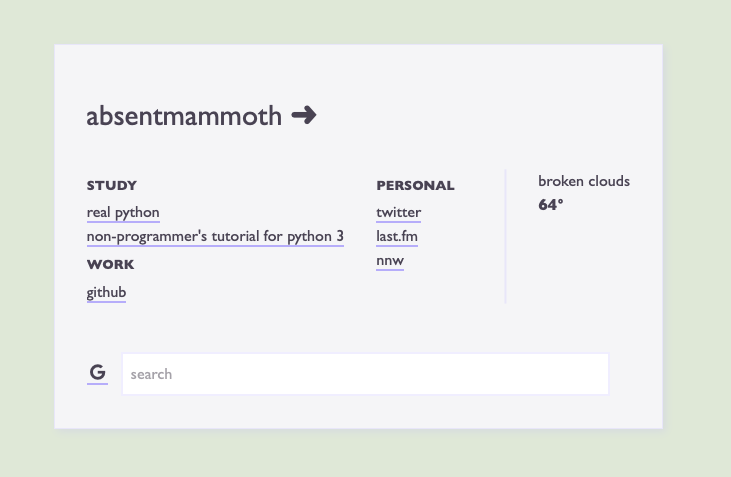 absentmammoth ➜
STUDY
real python
non-programmer's tutorial for python 3
WORK
github
PERSONAL
twitter
last.fm
nnw
broken clouds
64°
G
search